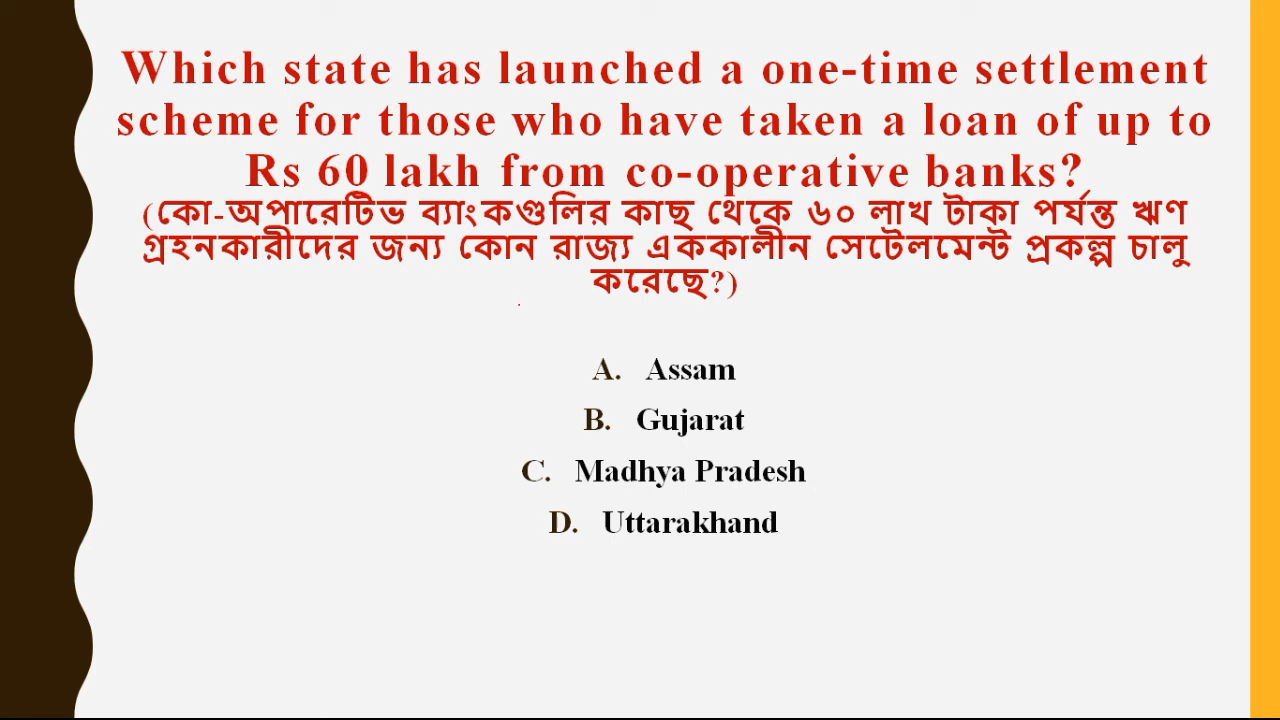 Which state has launched a one-time settlement
scheme for those who have taken a loan of up to
Rs 60 lakh from co-operative banks?
(কো-অপারেটিভ ব্যাংকগুলির কাছ থেকে ৬০ লাখ টাকা পর্যন্ত ঋণ
গ্রহনকারীদের জন্য কোন রাজ্য এককালীন সেটেলমেন্ট প্রকল্প চালু
করেছে?)
A. Assam
B. Gujarat
C. Madhya Pradesh
D. Uttarakhand